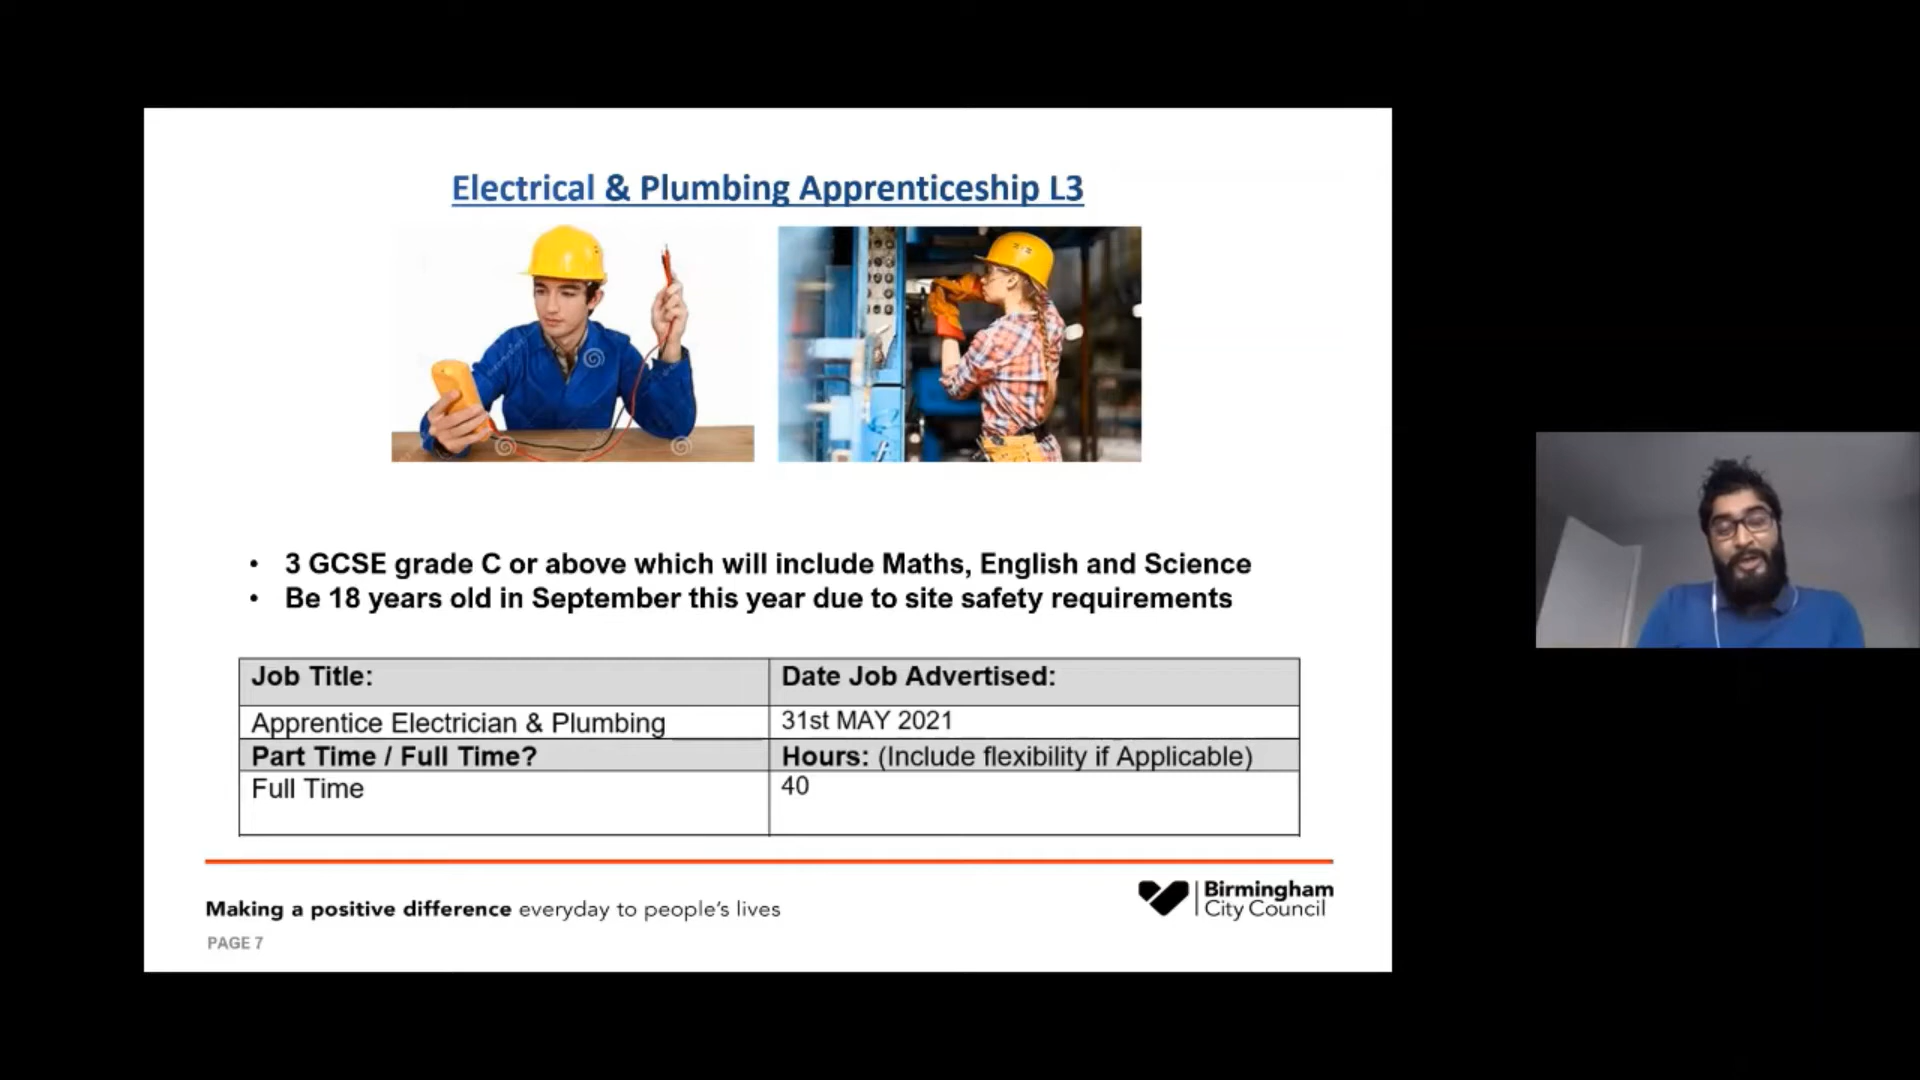 Electrical & Plumbing Apprenticeship L3
• 3 GCSE grade C or above which will include Maths, English and Science
• Be 18 years old in September this year due to site safety requirements
Job Title:
Date Job Advertised:
Apprentice Electrician & Plumbing
31st MAY 2021
Part Time / Full Time?
Hours: (Include flexibility if Applicable)
Full Time
40
Making a positive difference everyday to people's lives
Birmingham
City Council
PAGE 7